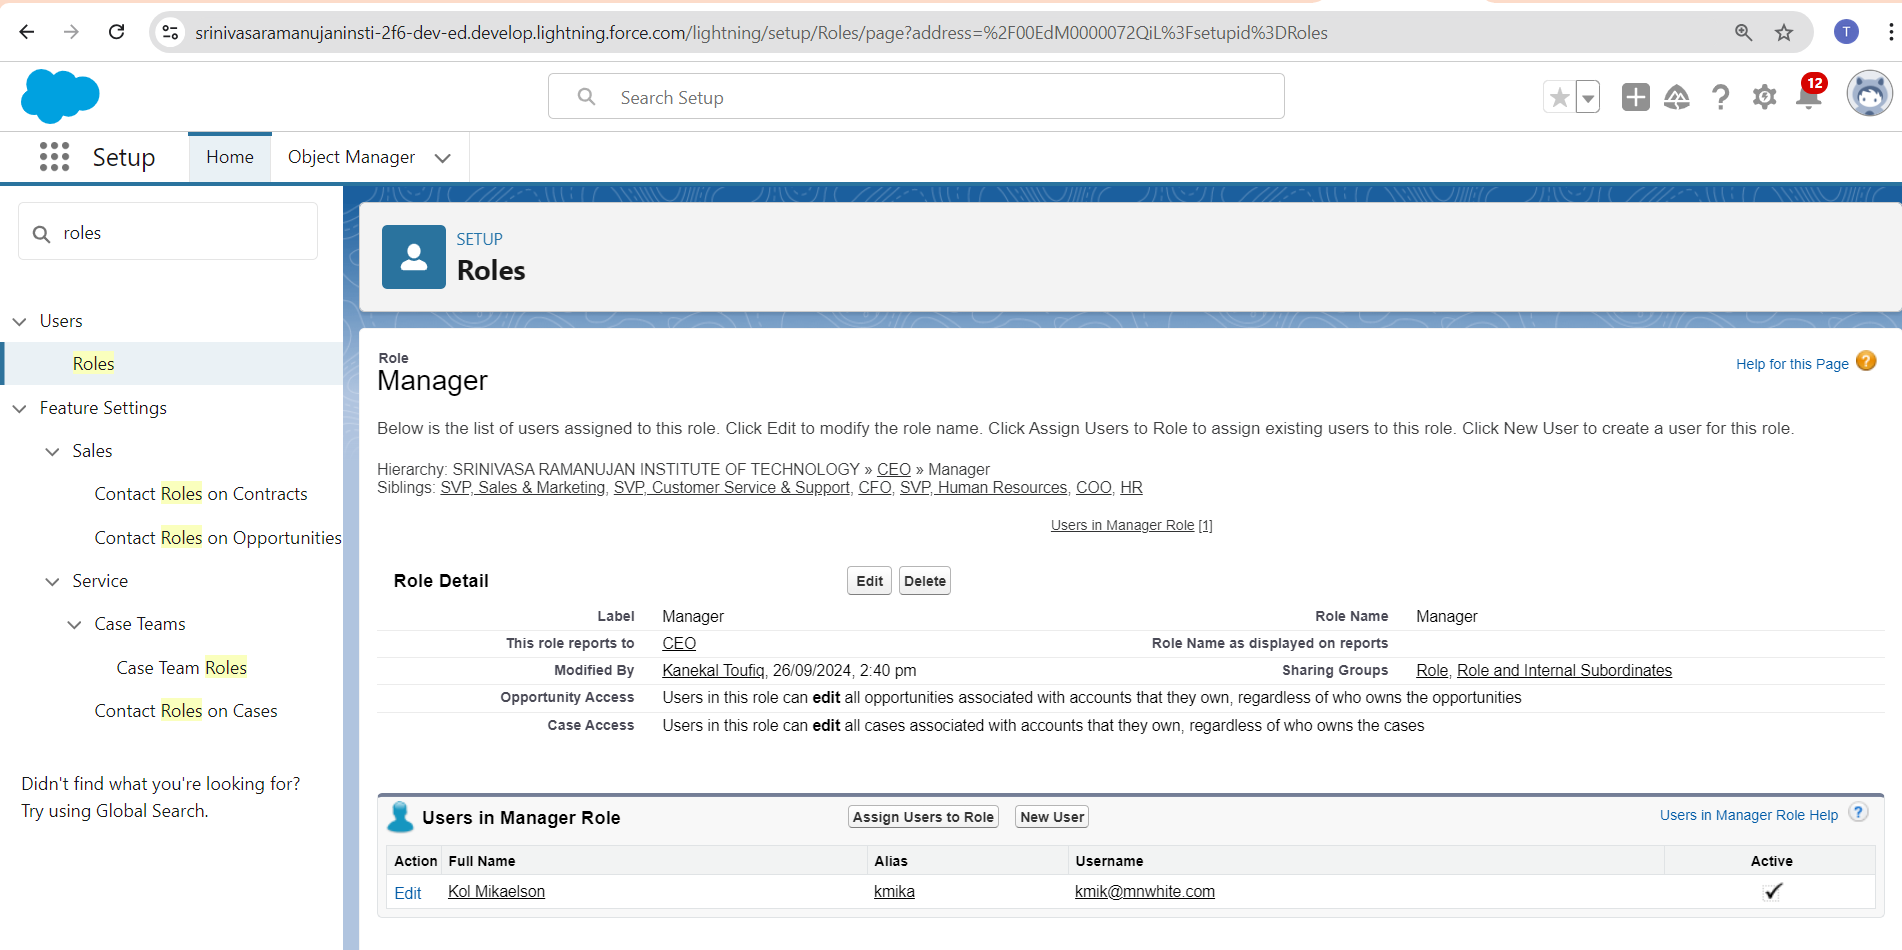 srinivasaramanujaninsti-2f6-dev-ed.develop.lightning.force.com/lightning/setup/Roles/page?address=%2F00EdM0000072QiL%3Fsetupid%3DRoles
T
Search Setup
12
Setup
Home
Object Manager
roles
Users
Roles
Feature Settings
Sales
Contact Roles on Contracts
Contact Roles on Opportunities
Service
Case Teams
Case Team Roles
Contact Roles on Cases
Didn't find what you're looking for?
Try using Global Search.
SETUP
Roles
Role
Manager
Help for this Page ?
Below is the list of users assigned to this role. Click Edit to modify the role name. Click Assign Users to Role to assign existing users to this role. Click New User to create a user for this role.
Hierarchy: SRINIVASA RAMANUJAN INSTITUTE OF TECHNOLOGY » CEO » Manager
Siblings: SVP, Sales & Marketing, SVP, Customer Service & Support, CFO, SVP, Human Resources, COO, HR
Users in Manager Role [1]
Role Detail Edit Delete
Label Manager Role Name Manager
This role reports to CEO Role Name as displayed on reports
Modified By Kanekal Toufiq, 26/09/2024, 2:40 pm Sharing Groups Role, Role and Internal Subordinates
Opportunity Access Users in this role can edit all opportunities associated with accounts that they own, regardless of who owns the opportunities
Case Access Users in this role can edit all cases associated with accounts that they own, regardless of who owns the cases
Users in Manager Role Assign Users to Role New User Users in Manager Role Help ?
Action Full Name Alias Username Active
Edit Kol Mikaelson kmika kmik@mnwhite.com